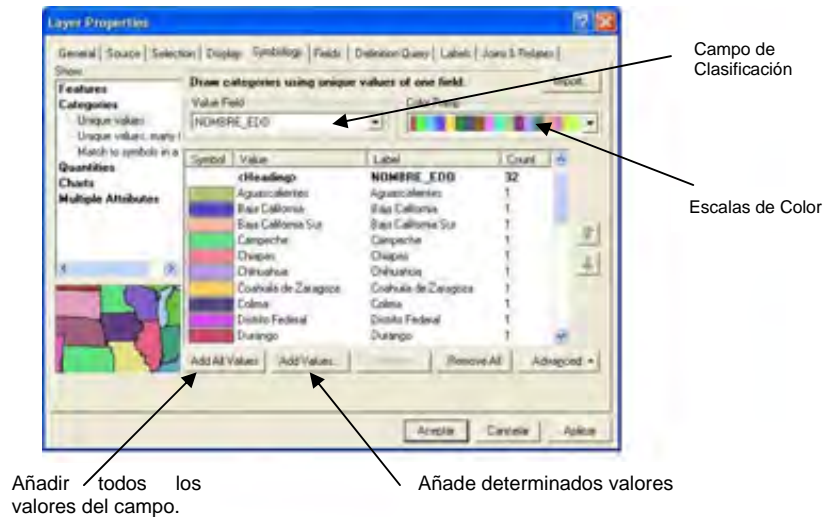 Layer Properties
General Source Selection Display Symbology Fields Definition Query Labels Joins & Relates
Show:
Features
Categories
Unique values
Unique values, many f
Match to symbols in a
Quantities
Charts
Multiple Attributes
Draw categories using unique values of one field.
Import...
Value Field
Color Ramp
NOMBRE_EDO
Symbol Value Label Count
<Heading> NOMBRE_EDO 32
Aguascalientes Aguascalientes 1
Baja California Baja California 1
Baja California Sur Baja California Sur 1
Campeche Campeche 1
Chiapas Chiapas 1
Chihuahua Chihuahua 1
Coahuila de Zaragoza Coahuila de Zaragoza 1
Colima Colima 1
Distrito Federal Distrito Federal 1
Durango Durango 1
Add All Values Add Values... Remove All Advanced
Aceptar Cancelar Aplicar
Campo de
Clasificación
Escalas de Color
Añadir todos los
valores del campo.
Añade determinados valores